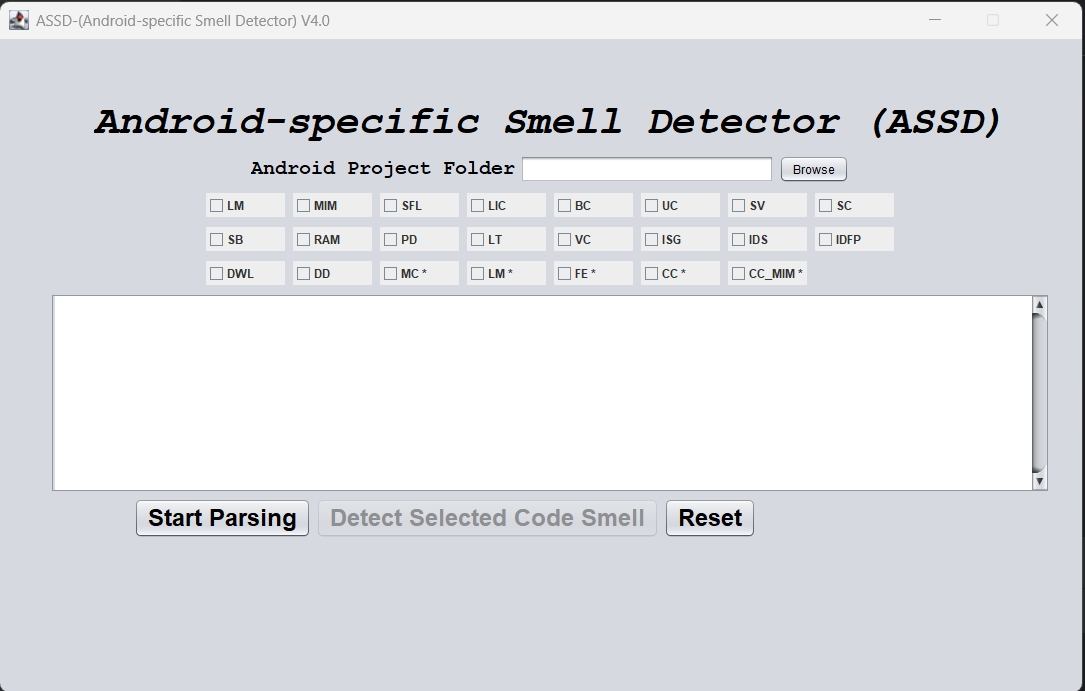 ASSD-(Android-specific Smell Detector) V4.0
Android-specific Smell Detector (ASSD)
Android Project Folder Browse
LM MIM SFL LIC BC UC SV SC
SB RAM PD LT VC ISG IDS IDFP
DWL DD MC * LM * FE * CC * CC_MIM *
Start Parsing Detect Selected Code Smell Reset